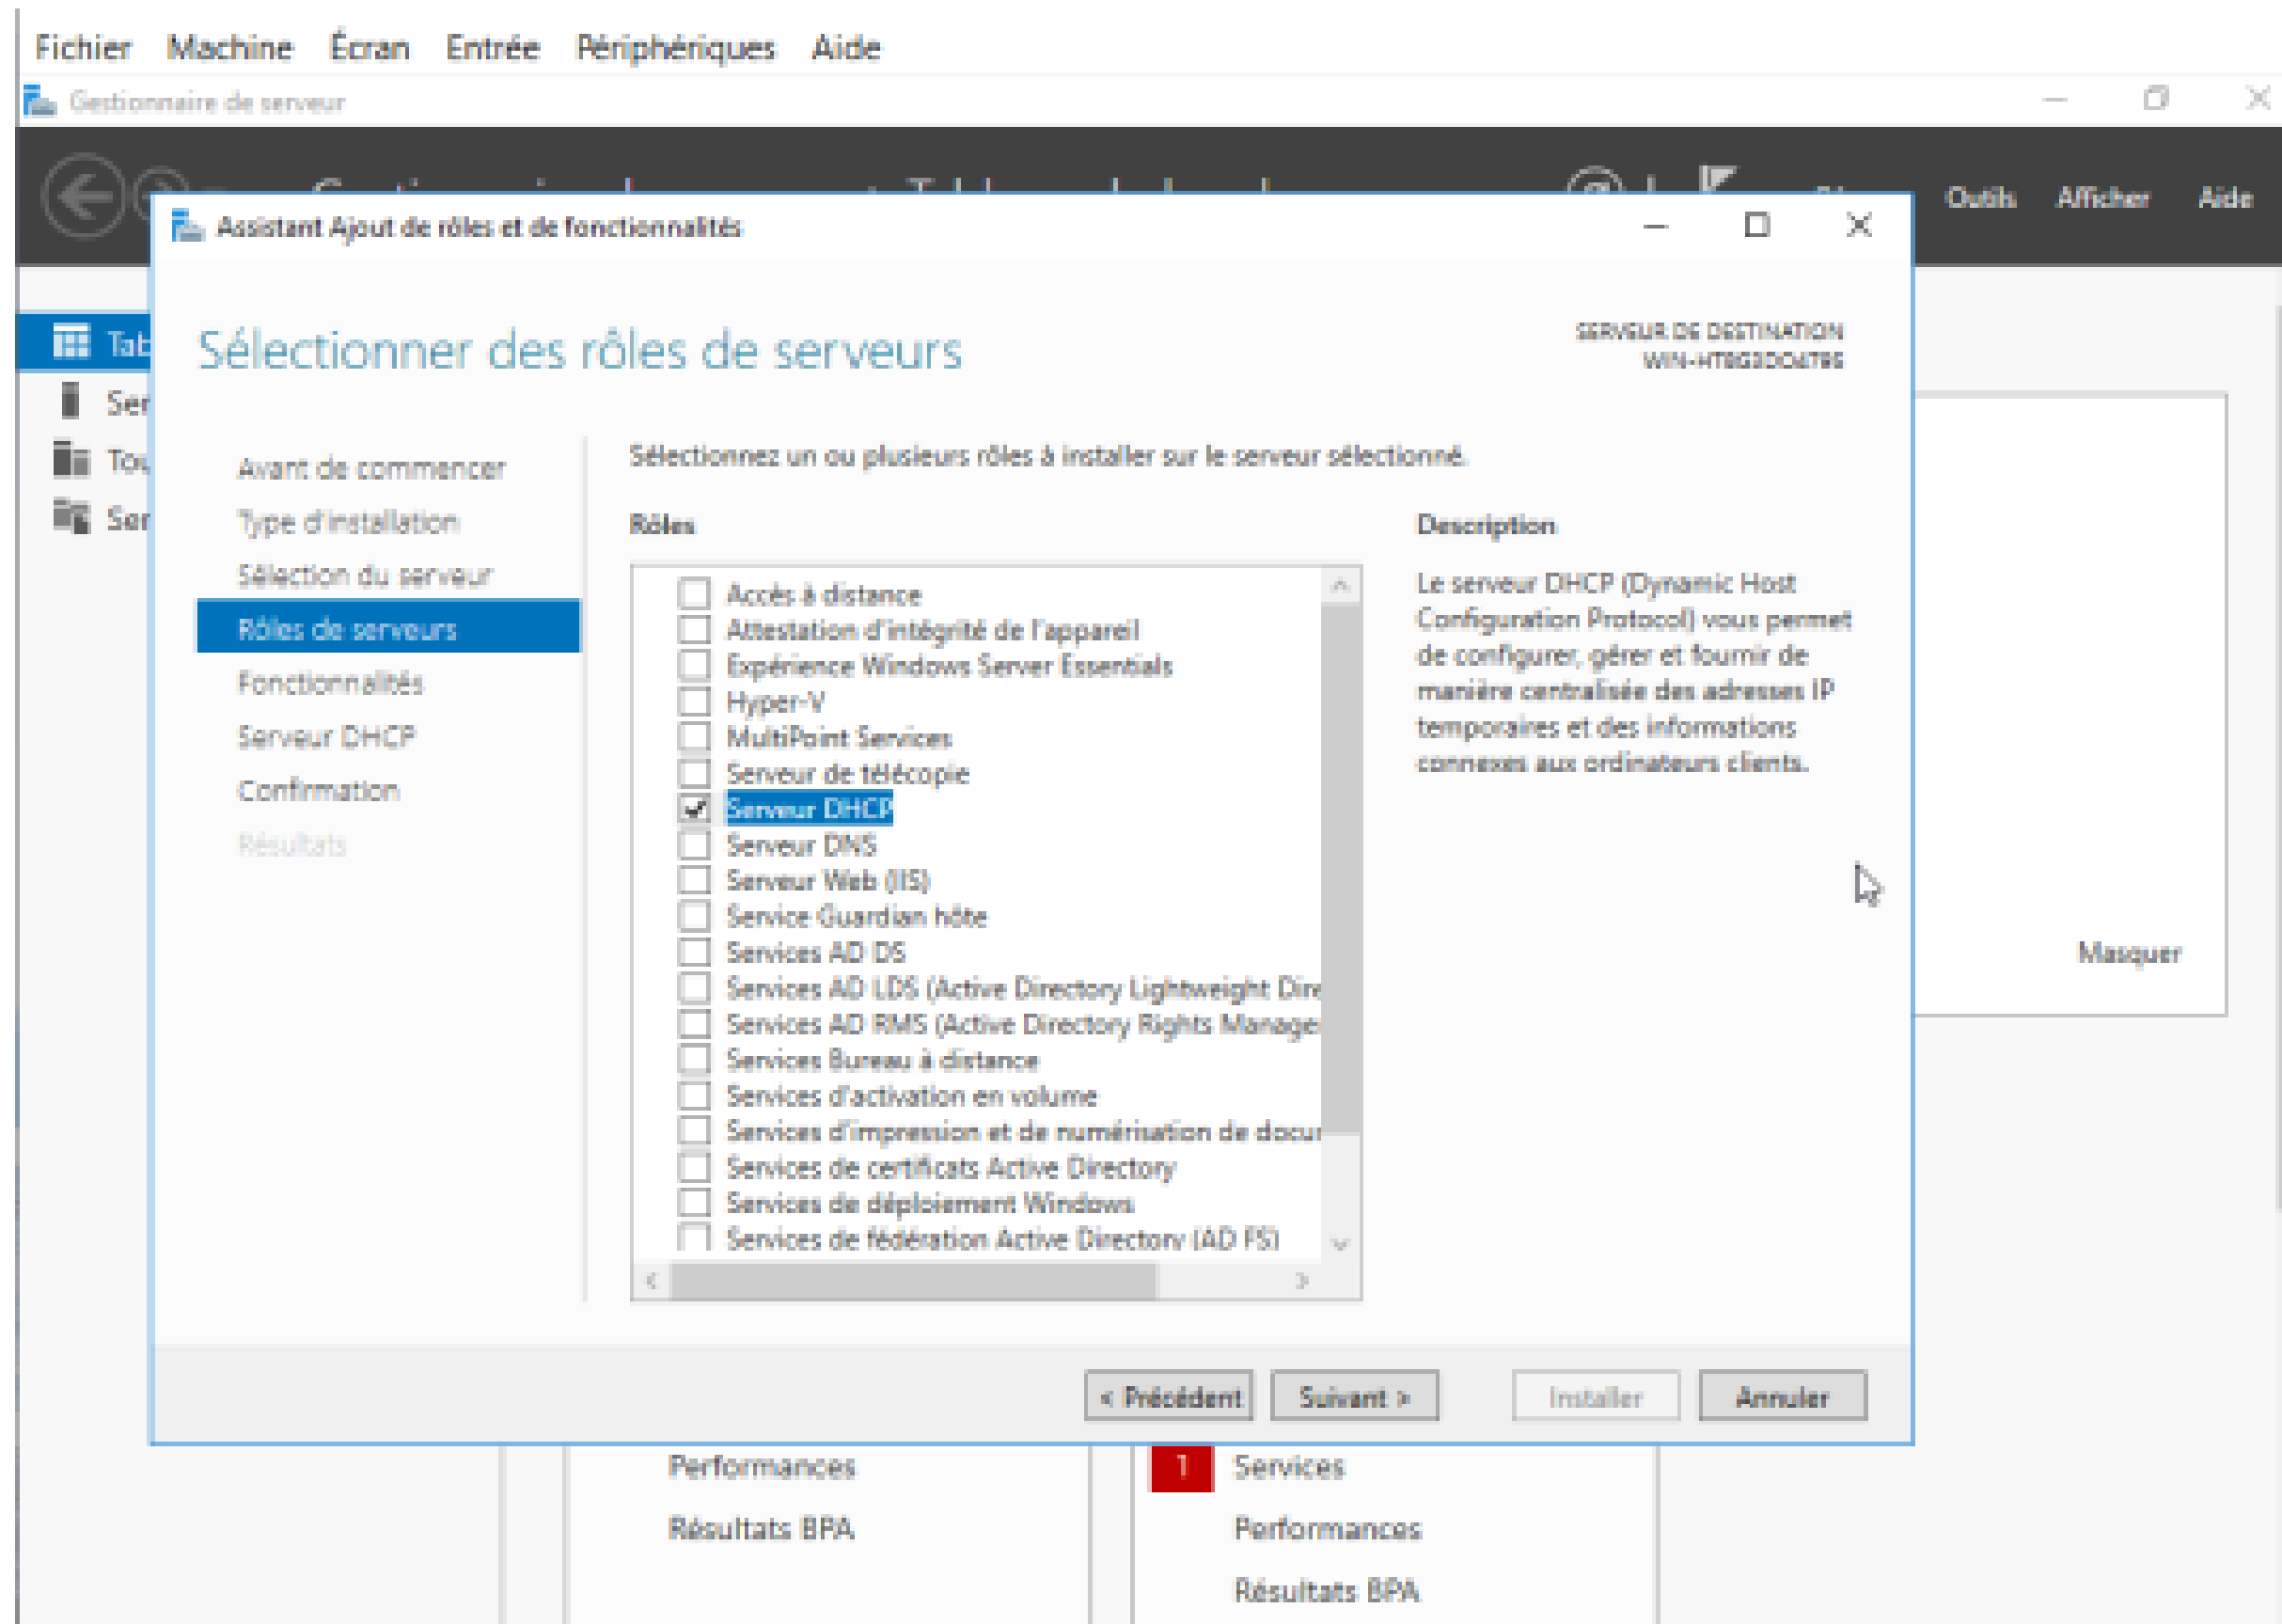 Fichier Machine Écran Entrée Périphériques Aide
Gestionnaire de serveur
Outils Afficher Aide
Assistant Ajout de rôles et de fonctionnalités
Sélectionner des rôles de serveurs
SERVEUR DE DESTINATION
Tab
Ser
Tou
Ser
Avant de commencer
Type d'installation
Sélection du serveur
Rôles de serveurs
Fonctionnalités
Serveur DHCP
Confirmation
Résultats
Sélectionnez un ou plusieurs rôles à installer sur le serveur sélectionné.
Rôles
Accès à distance
Attestation d'intégrité de l'appareil
Expérience Windows Server Essentials
Hyper-V
MultiPoint Services
Serveur de télécopie
Serveur DHCP
Serveur DNS
Serveur Web (IIS)
Service Guardian hôte
Services AD DS
Services AD LDS (Active Directory Lightweight Dire
Services AD RMS (Active Directory Rights Manage
Services Bureau à distance
Services d'activation en volume
Services d'impression et de numérisation de docu
Services de certificats Active Directory
Services de déploiement Windows
Services de fédération Active Directory (AD FS)
Description
Le serveur DHCP (Dynamic Host
Configuration Protocol) vous permet
de configurer, gérer et fournir de
manière centralisée des adresses IP
temporaires et des informations
connexes aux ordinateurs clients.
Masquer
< Précédent Suivant > Installer Annuler
Performances
Résultats BPA
1 Services
Performances
Résultats BPA